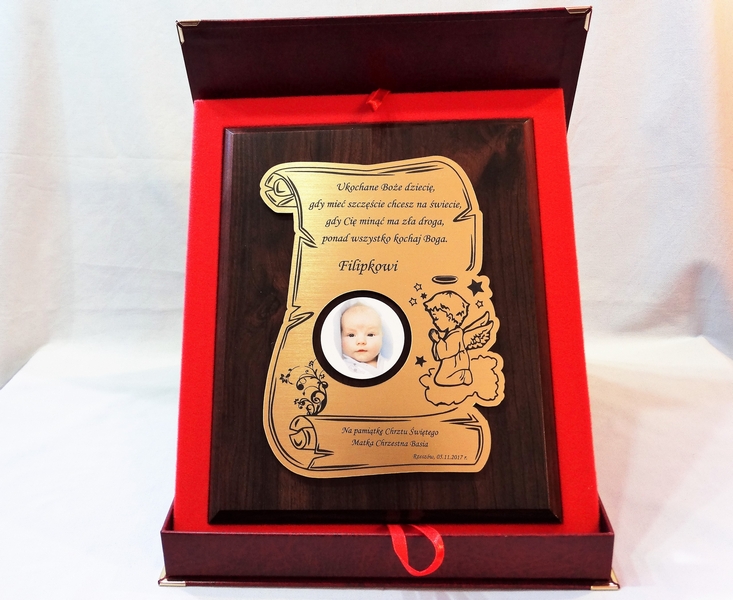 Ukochane Boże dziecię,
gdy mieć szczęście chcesz na świecie,
gdy Cię minąć ma zła droga,
ponad wszystko kochaj Boga.
Filipkowi
Na pamiątkę Chrztu Świętego
Matka Chrzestna Basia
Rzeszów, 05.11.2017 r.